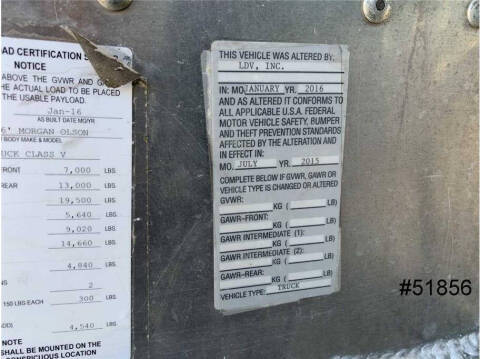 AD CERTIFICATION S
NOTICE
ABOVE THE GVWR AND G
HE ACTUAL LOAD TO BE PLACED
THE USABLE PAYLOAD.
Jan-16
AS BUILT DATE MO/YR
6' MORGAN OLSON
BODY MAKE & MODEL
UCK CLASS V
FRONT 7,000 LBS.
REAR 13,000 LBS.
19,500 LBS
5,640 LBS
9,020 LBS
14,660 LBS.
4,840 LBS
2
150 LBS EACH 300 LBS
4,540 LBS.
NOTE
SHALL BE MOUNTED ON THE
ONSPICUOUS LOCATION
THIS VEHICLE WAS ALTERED BY:
LDV, INC.
IN: MO. JANUARY YR. 2016
AND AS ALTERED IT CONFORMS TO
ALL APPLICABLE U.S.A. FEDERAL
MOTOR VEHICLE SAFETY, BUMPER
AND THEFT PREVENTION STANDARDS
AFFECTED BY THE ALTERATION AND
IN EFFECT IN:
MO. JULY YR. 2015
COMPLETE BELOW IF GVWR, GAWR OR
VEHICLE TYPE IS CHANGED OR ALTERED
GVWR:
KG ( LB)
GAWR-FRONT:
KG ( LB)
GAWR INTERMEDIATE (1):
KG ( LB)
GAWR INTERMEDIATE (2):
KG ( LB)
GAWR-REAR:
KG ( LB)
VEHICLE TYPE: TRUCK
#51856